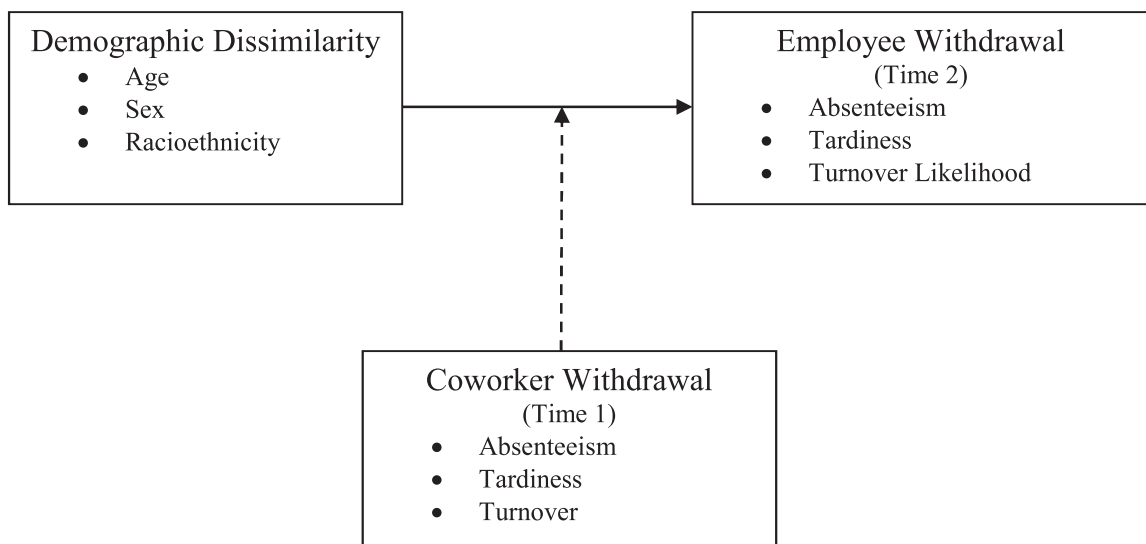 Demographic Dissimilarity
● Age
● Sex
● Racioethnicity
Employee Withdrawal
(Time 2)
● Absenteeism
● Tardiness
● Turnover Likelihood
Coworker Withdrawal
(Time 1)
● Absenteeism
● Tardiness
● Turnover